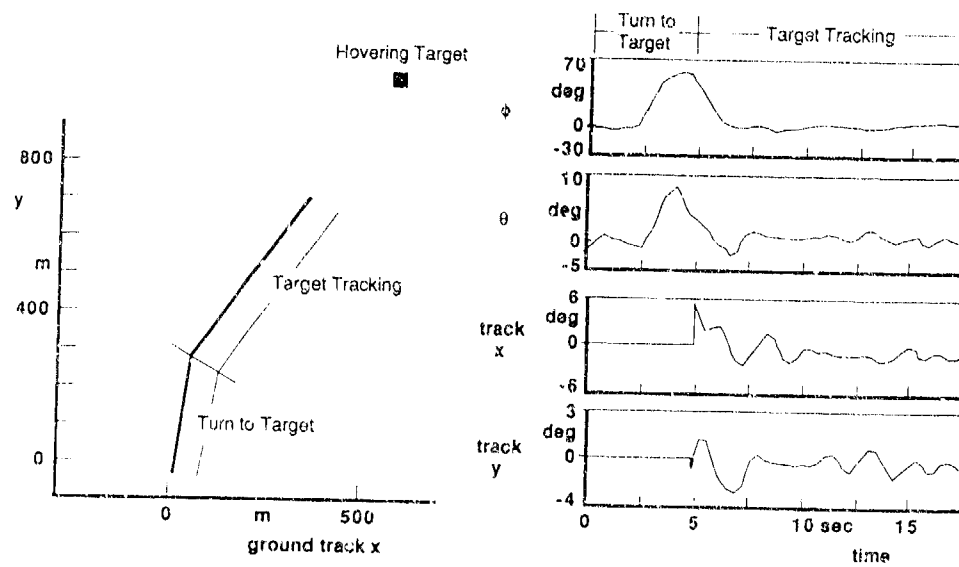 Hovering Target
800
y
m
400
0
Target Tracking
Turn to Target
0
m
500
ground track x
Turn to
Target
Target Tracking
70
deg
ϕ
0
-30
10
deg
θ
0
-5
6
deg
track
x
0
-6
3
deg
track
y
0
-4
0
5
10 sec
15
time